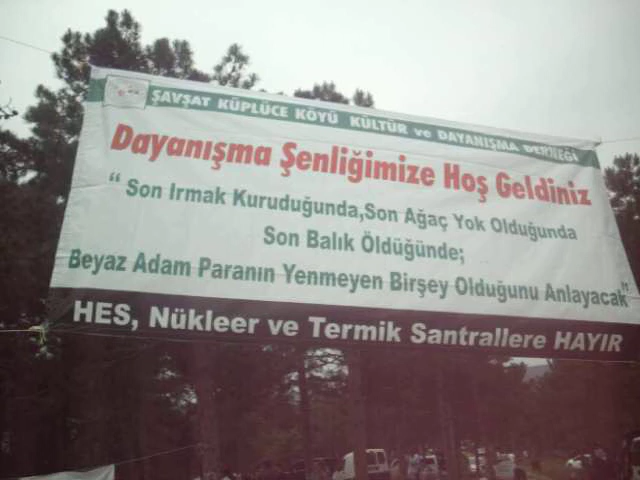 ŞAVŞAT KÜPLÜCE KÖYÜ KÜLTÜR ve DAYANIŞMA DERNEĞİ
Dayanışma Şenliğimize Hoş Geldiniz
“ Son Irmak Kuruduğunda,Son Ağaç Yok Olduğunda
Son Balık Öldüğünde;
Beyaz Adam Paranın Yenmeyen Birşey Olduğunu Anlayacak”
HES, Nükleer ve Termik Santrallere HAYIR